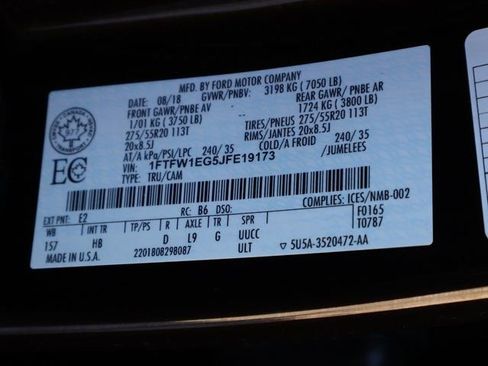 MFD. BY FORD MOTOR COMPANY
08/18 GVWR/PNBV: 3198 KG (7050 LB)
FRONT GAWR/ PNBE AV REAR GAWR/ PNBE AR
1701 KG (3750 LB) 1724 KG (3800 LB)
275/55R20 113T TIRES/PNEUS 275/55R20 113T
20x8.5J RIMS/JANTES 20x8.5J
AT/A kPa/PSI/LPC 240/ 35 COLD/A FROID 240/ 35
VIN: 1FTFW1EG5JFE19173 /JUMELEES
TYPE: TRU/CAM
EC
COMPLIES: ICES/NMB-002
EXT PNT: E2 RC: B6 DSO: F0165
WB INT TR TP/PS R AXLE TR SPR T0787
157 HB D L9 G UUCC
MADE IN U.S.A. 2201808298087 ULT ▽ 5U5A-3520472-AA